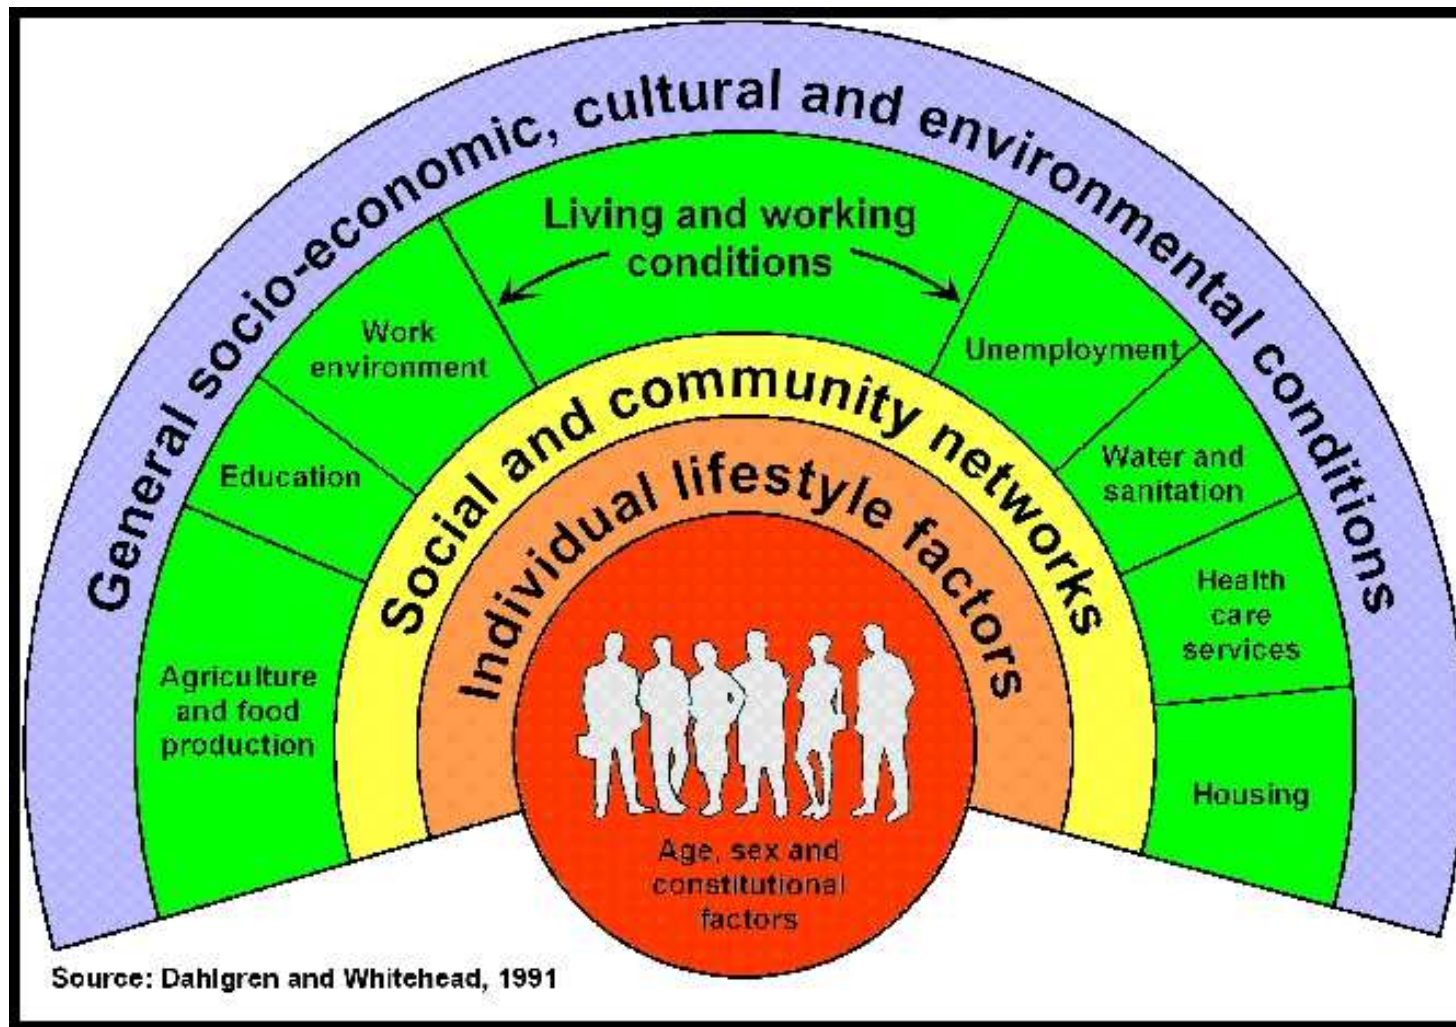 General socio-economic, cultural and environmental conditions
Living and working
conditions
Work
environment
Unemployment
Education
Water and
sanitation
Agriculture
and food
production
Health
care
services
Housing
Social and community networks
Individual lifestyle factors
Age, sex and
constitutional
factors
Source: Dahlgren and Whitehead, 1991